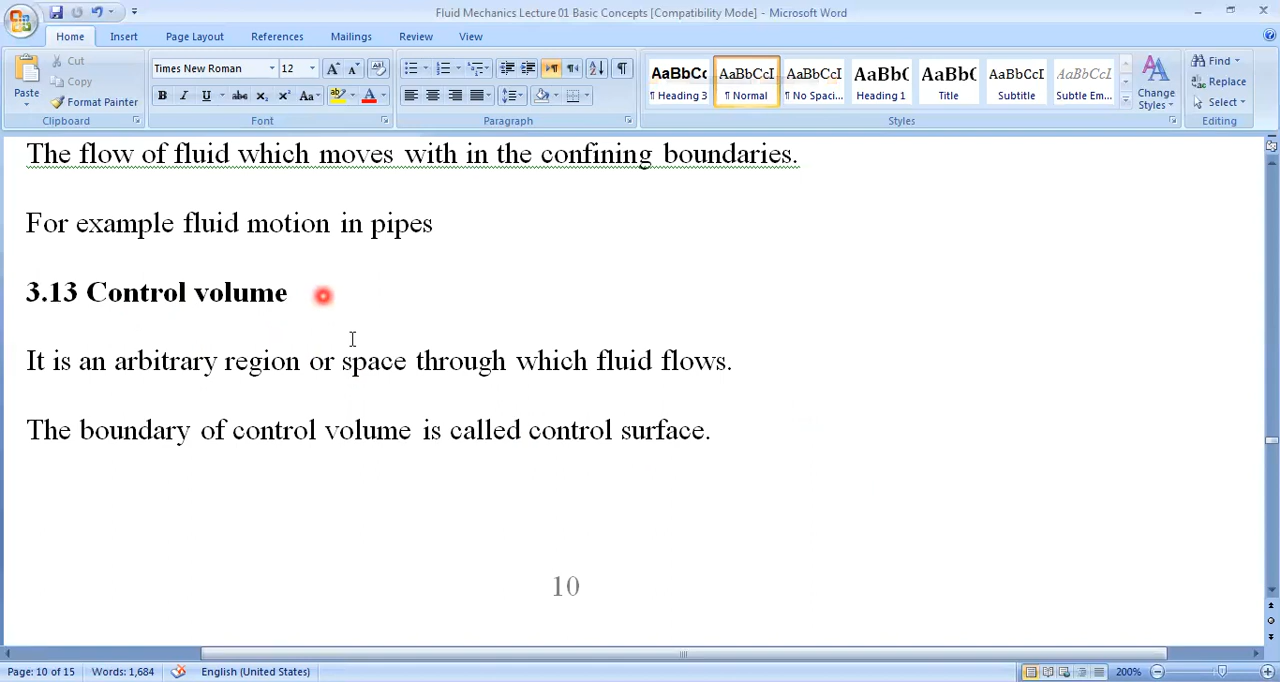 Fluid Mechanics Lecture 01 Basic Concepts [Compatibility Mode] - Microsoft Word
Home Insert Page Layout References Mailings Review View
Paste
Cut
Copy
Format Painter
Clipboard
Times New Roman 12
Font
Paragraph
AaBbCc AaBbCcI AaBbCcI AaBb( AaBb( AaBbCcI AaBbCcI
¶ Heading 3 ¶ Normal ¶ No Spaci... Heading 1 Title Subtitle Subtle Em...
Change Styles
Styles
Find
Replace
Select
Editing
The flow of fluid which moves with in the confining boundaries.
For example fluid motion in pipes
3.13 Control volume
It is an arbitrary region or space through which fluid flows.
The boundary of control volume is called control surface.
10
Page: 10 of 15 Words: 1,684 English (United States) 200%